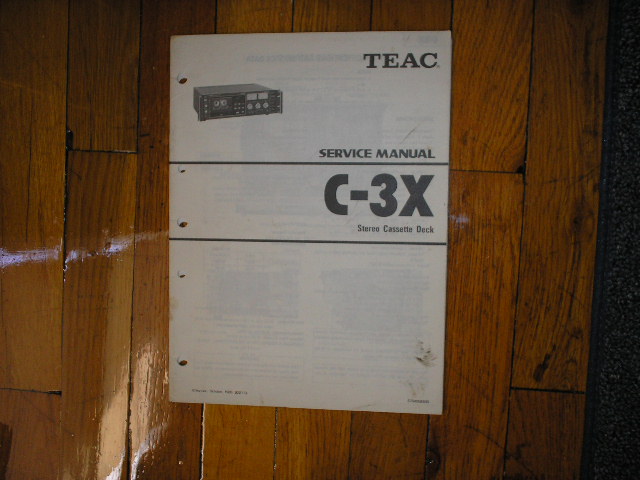 TEAC
SERVICE MANUAL
C-3X
Stereo Cassette Deck